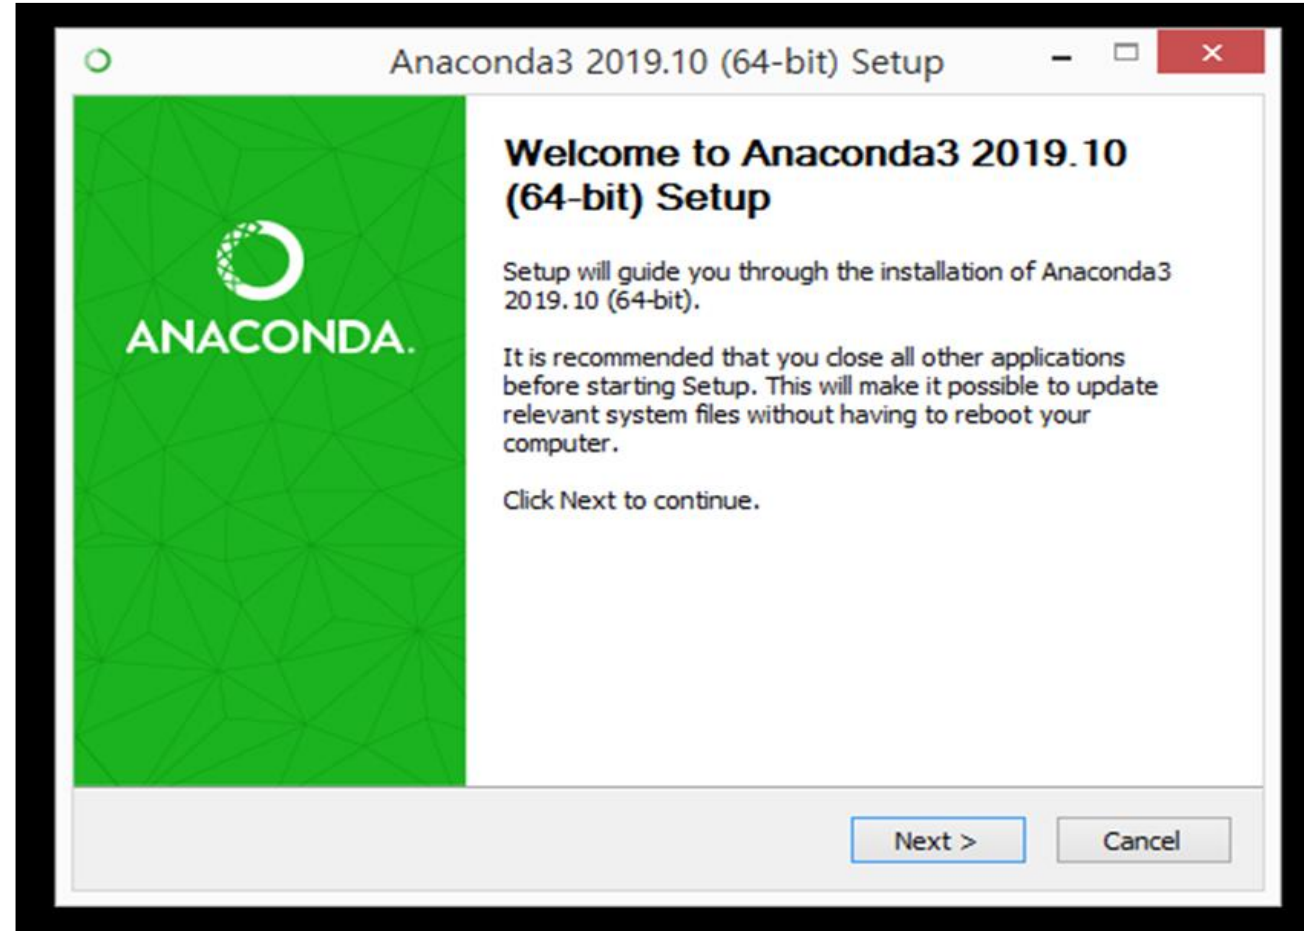 Anaconda3 2019.10 (64-bit) Setup
ANACONDA.
Welcome to Anaconda3 2019.10
(64-bit) Setup
Setup will guide you through the installation of Anaconda3
2019.10 (64-bit).
It is recommended that you close all other applications
before starting Setup. This will make it possible to update
relevant system files without having to reboot your
computer.
Click Next to continue.
Next >
Cancel